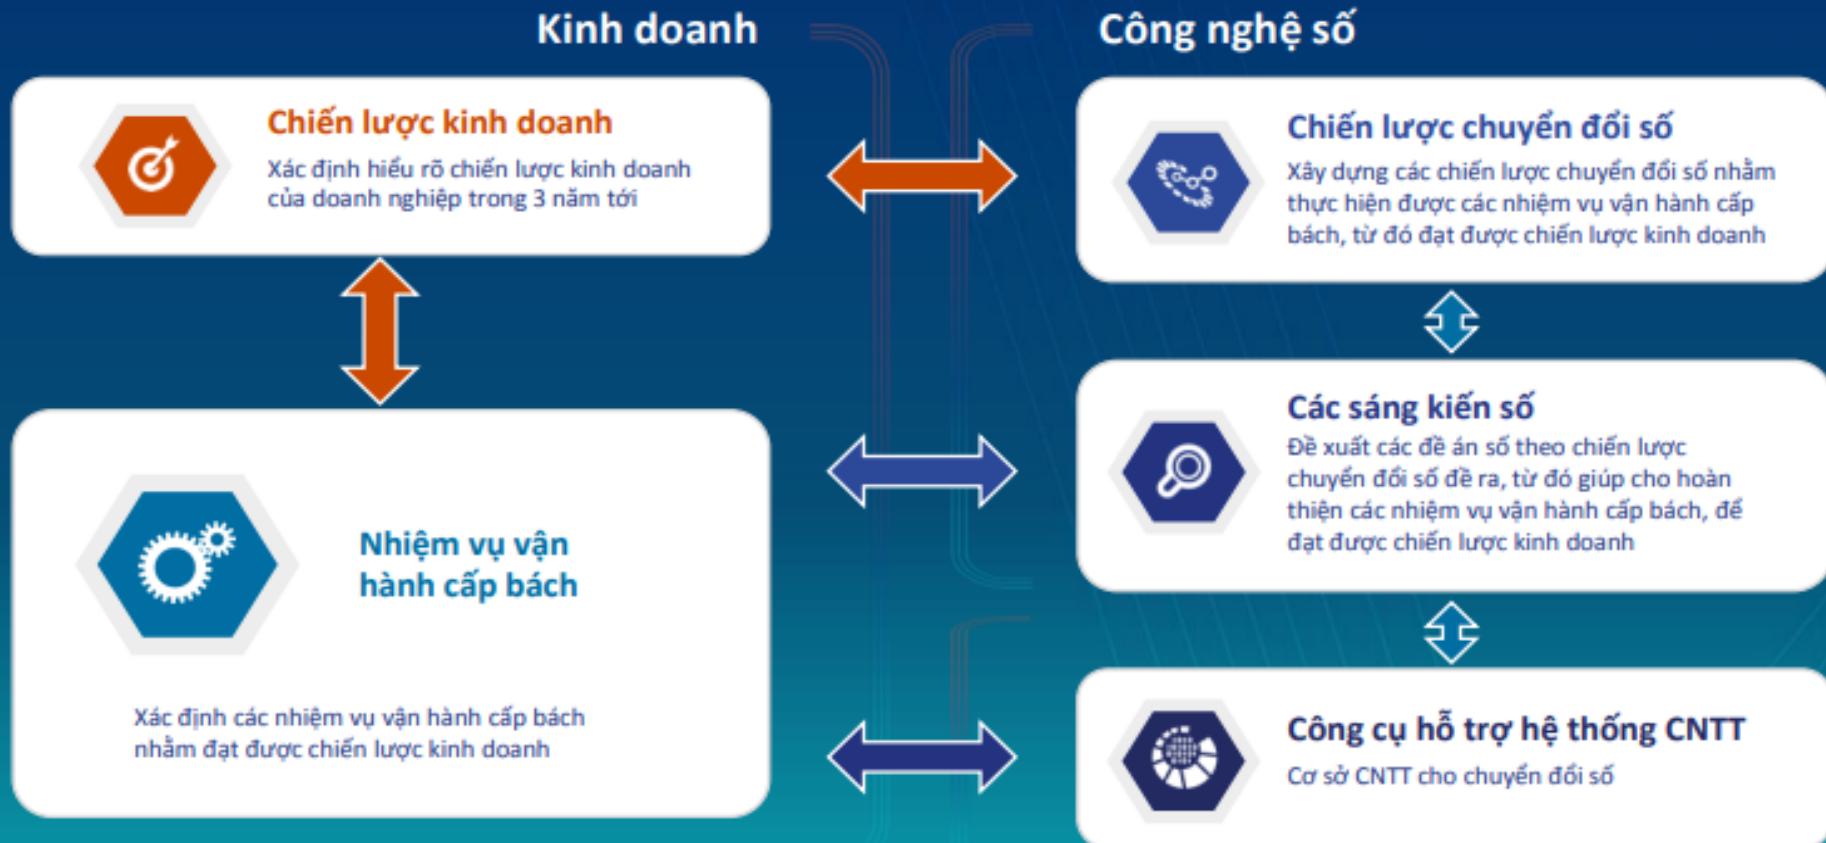 Kinh doanh
Công nghệ số
Chiến lược kinh doanh
Xác định hiểu rõ chiến lược kinh doanh
của doanh nghiệp trong 3 năm tới
Nhiệm vụ vận
hành cấp bách
Xác định các nhiệm vụ vận hành cấp bách
nhằm đạt được chiến lược kinh doanh
Chiến lược chuyển đổi số
Xây dựng các chiến lược chuyển đổi số nhằm
thực hiện được các nhiệm vụ vận hành cấp
bách, từ đó đạt được chiến lược kinh doanh
Các sáng kiến số
Đề xuất các đề án số theo chiến lược
chuyển đổi số đề ra, từ đó giúp cho hoàn
thiện các nhiệm vụ vận hành cấp bách, để
đạt được chiến lược kinh doanh
Công cụ hỗ trợ hệ thống CNTT
Cơ sở CNTT cho chuyển đổi số